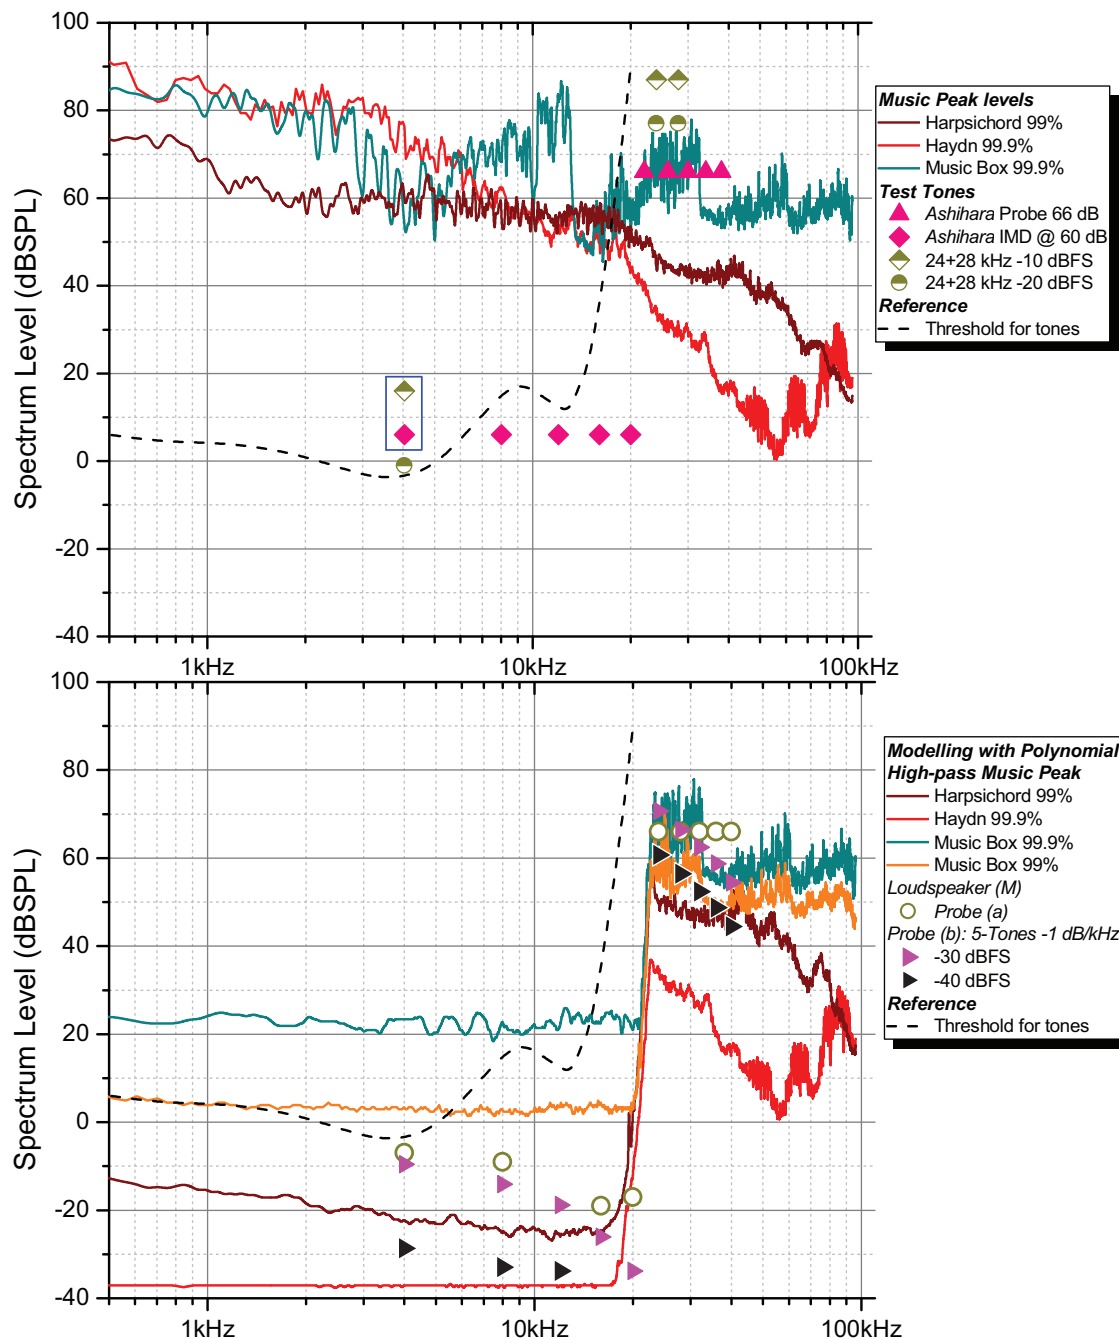 100
80
60
40
20
0
-20
-40
Spectrum Level (dBSPL)
1kHz
10kHz
100kHz
Music Peak levels
Harpsichord 99%
Haydn 99.9%
Music Box 99.9%
Test Tones
Ashihara Probe 66 dB
Ashihara IMD @ 60 dB
24+28 kHz -10 dBFS
24+28 kHz -20 dBFS
Reference
Threshold for tones
100
80
60
40
20
0
-20
-40
Spectrum Level (dBSPL)
1kHz
10kHz
100kHz
Modelling with Polynomial
High-pass Music Peak
Harpsichord 99%
Haydn 99.9%
Music Box 99.9%
Music Box 99%
Loudspeaker (M)
Probe (a)
Probe (b): 5-Tones -1 dB/kHz
-30 dBFS
-40 dBFS
Reference
Threshold for tones